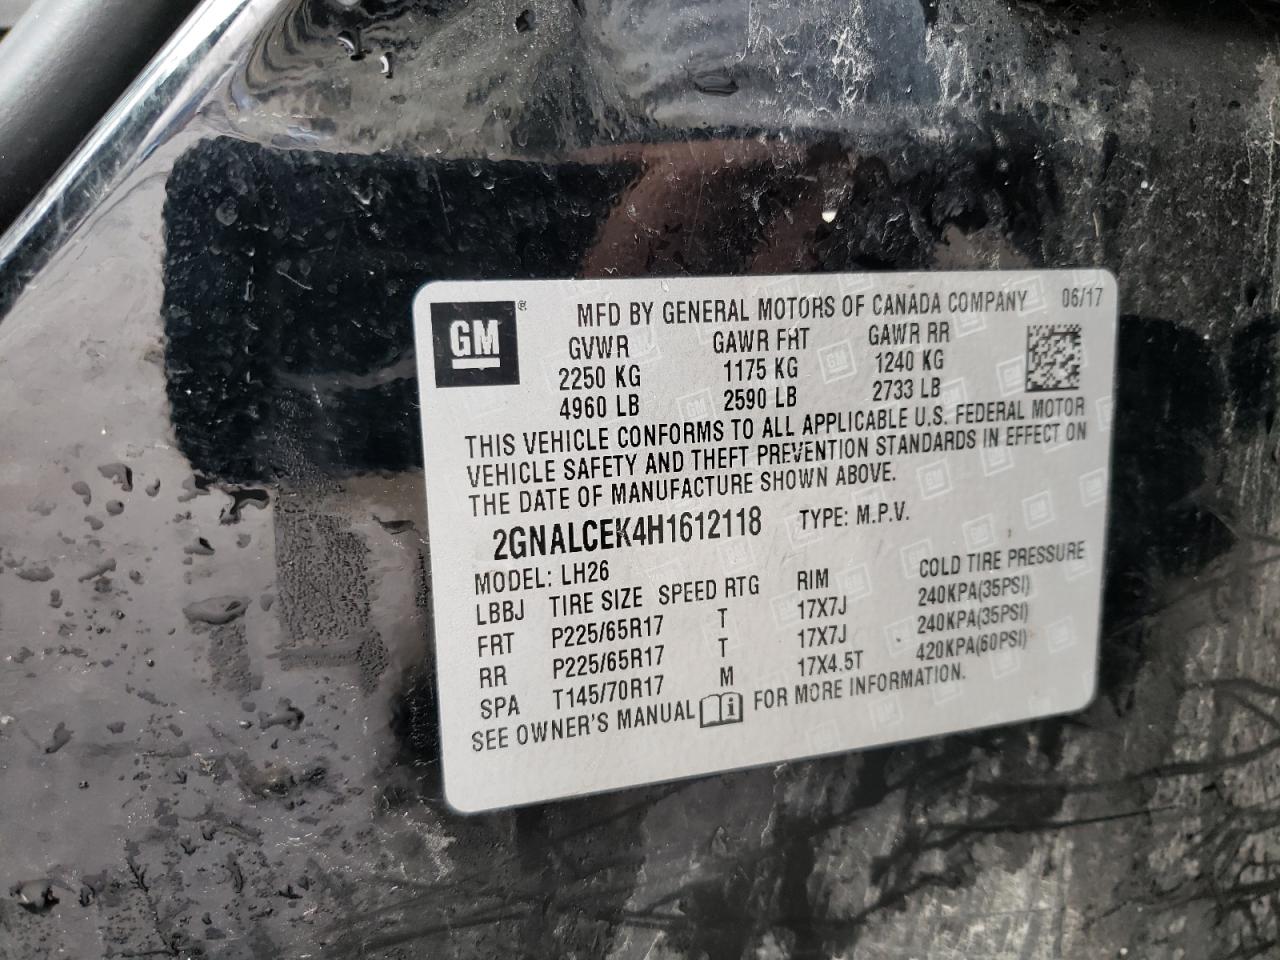 GM ® MFD BY GENERAL MOTORS OF CANADA COMPANY 06/17
GVWR GAWR FHT GAWR RR
2250 KG 1175 KG 1240 KG
4960 LB 2590 LB 2733 LB
THIS VEHICLE CONFORMS TO ALL APPLICABLE U.S. FEDERAL MOTOR
VEHICLE SAFETY AND THEFT PREVENTION STANDARDS IN EFFECT ON
THE DATE OF MANUFACTURE SHOWN ABOVE.
2GNALCEK4H1612118 TYPE: M.P.V.
MODEL: LH26
LBBJ TIRE SIZE SPEED RTG RIM COLD TIRE PRESSURE
FRT P225/65R17 T 17X7J 240KPA(35PSI)
RR P225/65R17 T 17X7J 240KPA(35PSI)
SPA T145/70R17 M 17X4.5T 420KPA(60PSI)
SEE OWNER'S MANUAL FOR MORE INFORMATION.